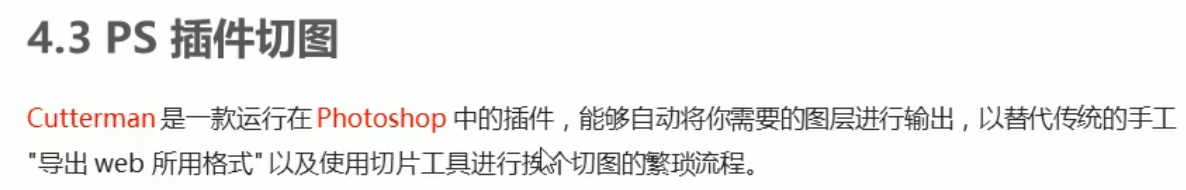 4.3 PS 插件切图
Cutterman 是一款运行在 Photoshop 中的插件，能够自动将你需要的图层进行输出，以替代传统的手工
"导出 web 所用格式" 以及使用切片工具进行挨个切图的繁琐流程。